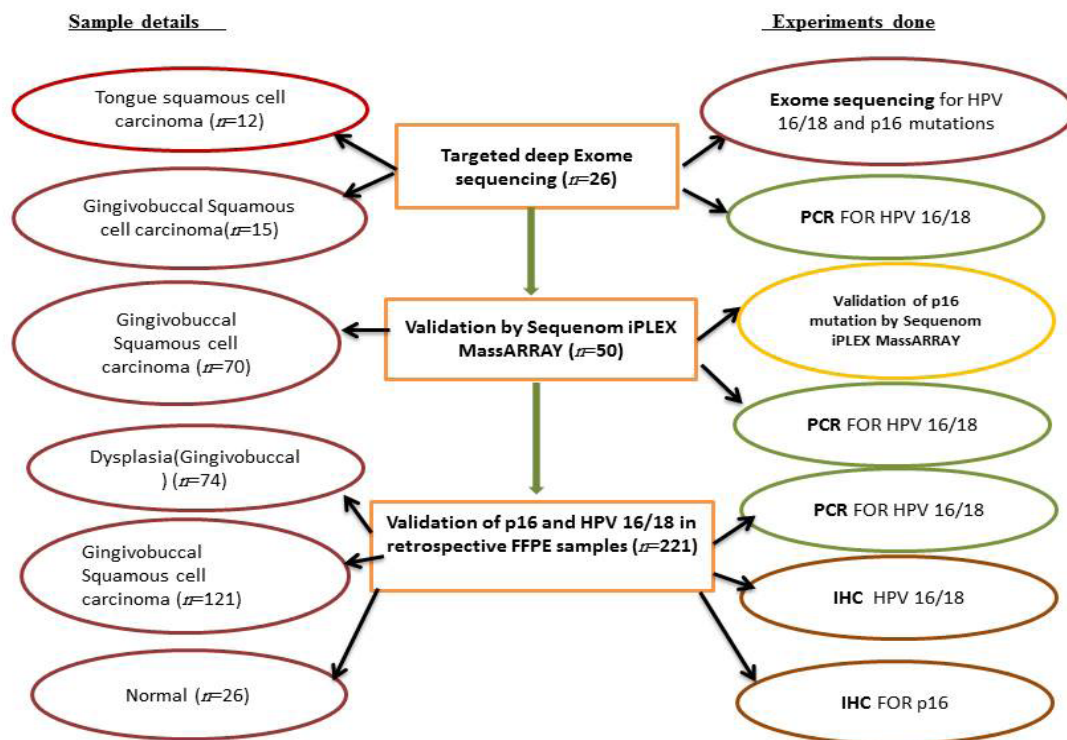 Sample details
Experiments done
Tongue squamous cell
carcinoma (n=12)
Gingivobuccal Squamous
cell carcinoma(n=15)
Gingivobuccal
Squamous cell
carcinoma (n=70)
Dysplasia(Gingivobuccal
) (n=74)
Gingivobuccal
Squamous cell
carcinoma (n=121)
Normal (n=26)
Targeted deep Exome
sequencing (n=26)
Validation by Sequenom iPLEX
MassARRAY (n=50)
Validation of p16 and HPV 16/18 in
retrospective FFPE samples (n=221)
Exome sequencing for HPV
16/18 and p16 mutations
PCR FOR HPV 16/18
Validation of p16
mutation by Sequenom
iPLEX MassARRAY
PCR FOR HPV 16/18
PCR FOR HPV 16/18
IHC HPV 16/18
IHC FOR p16